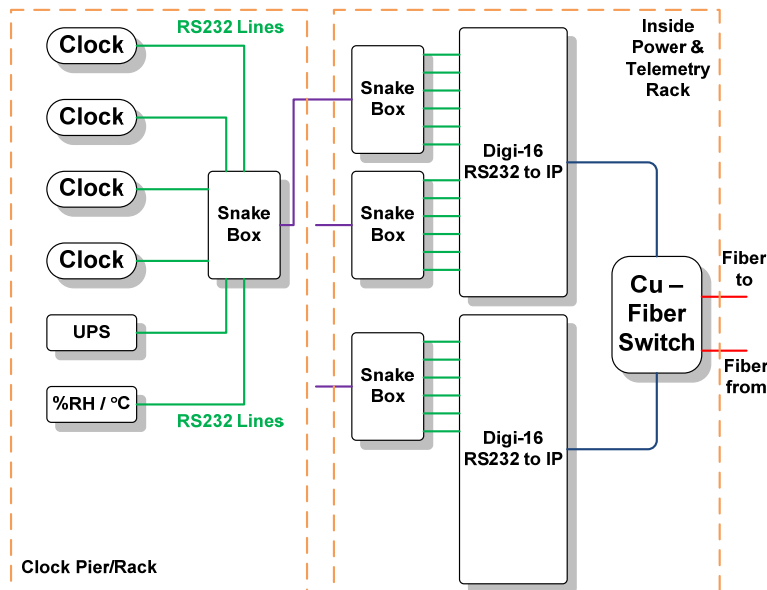 RS232 Lines
Clock
Clock
Clock
Clock
UPS
%RH / °C
Snake
Box
RS232 Lines
Clock Pier/Rack
Snake
Box
Snake
Box
Snake
Box
Digi-16
RS232 to IP
Digi-16
RS232 to IP
Inside
Power &
Telemetry
Rack
Cu –
Fiber
Switch
Fiber
to
Fiber
from